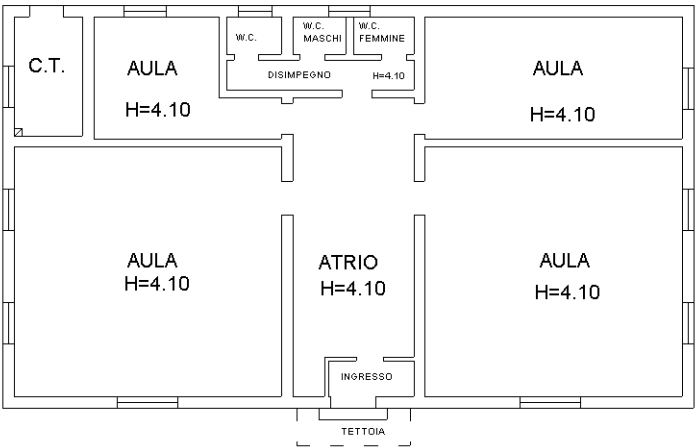 W.C.
W.C.
MASCHI
W.C.
FEMMINE
C.T.
AULA
H=4.10
DISIMPEGNO
H=4.10
AULA
H=4.10
AULA
H=4.10
ATRIO
H=4.10
AULA
H=4.10
INGRESSO
TETTOIA